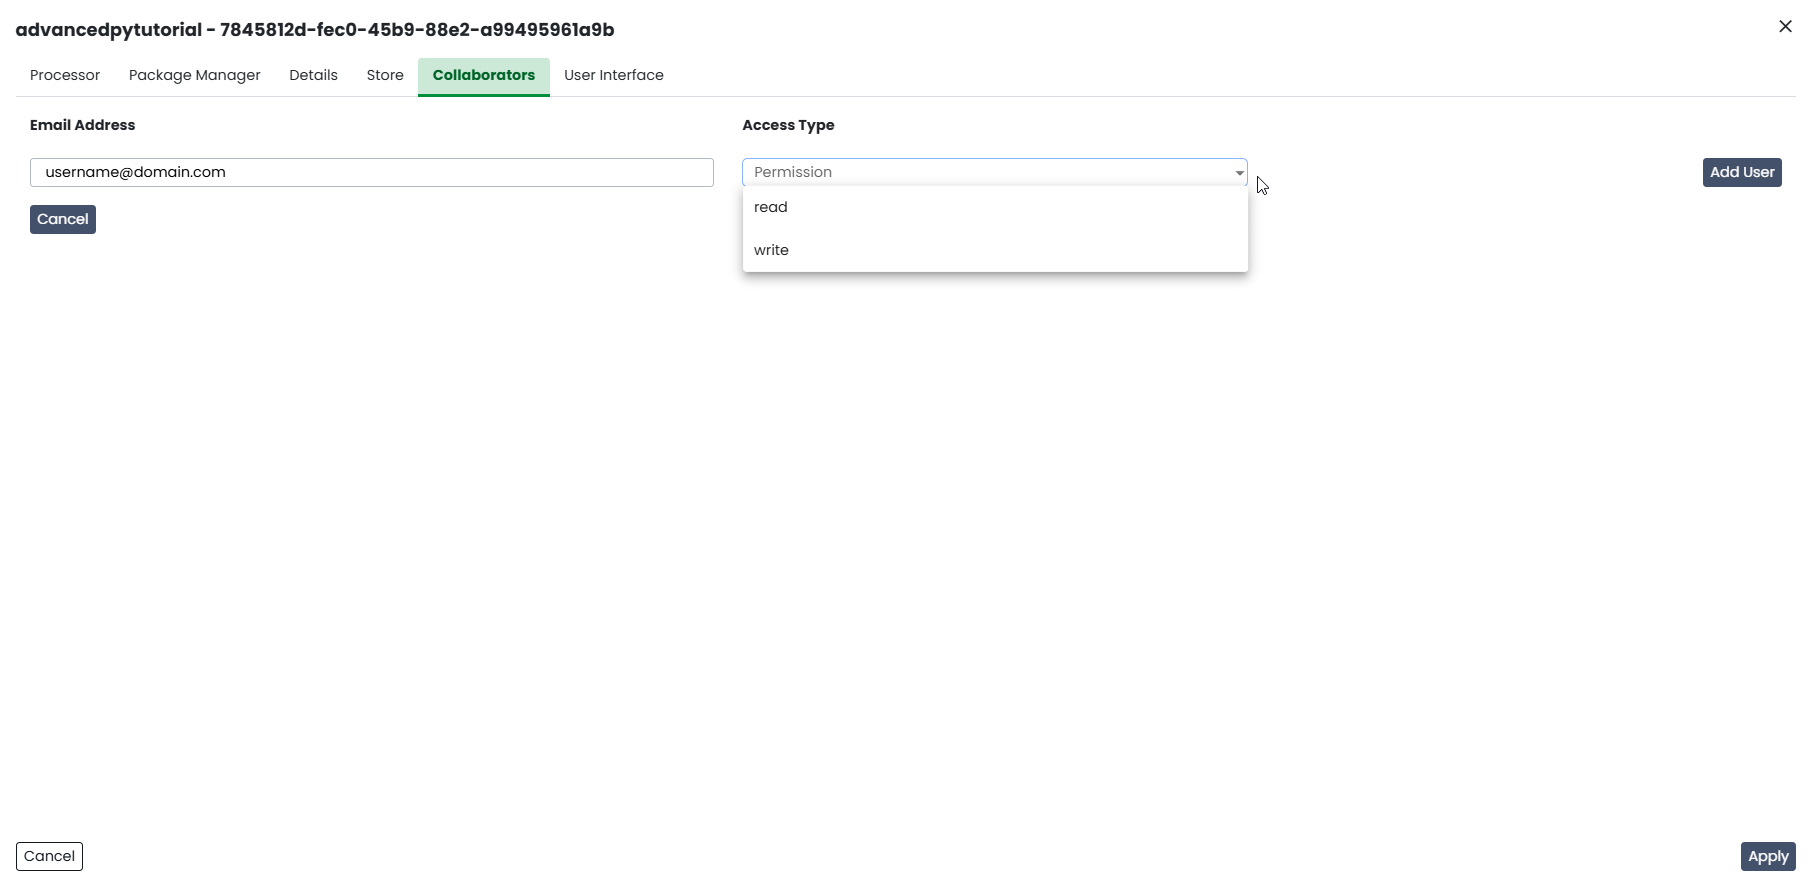 advancedpytutorial - 7845812d-fec0-45b9-88e2-a99495961a9b
Processor Package Manager Details Store Collaborators User Interface
Email Address Access Type
username@domain.com Permission Add User
read
Cancel
write
Cancel Apply